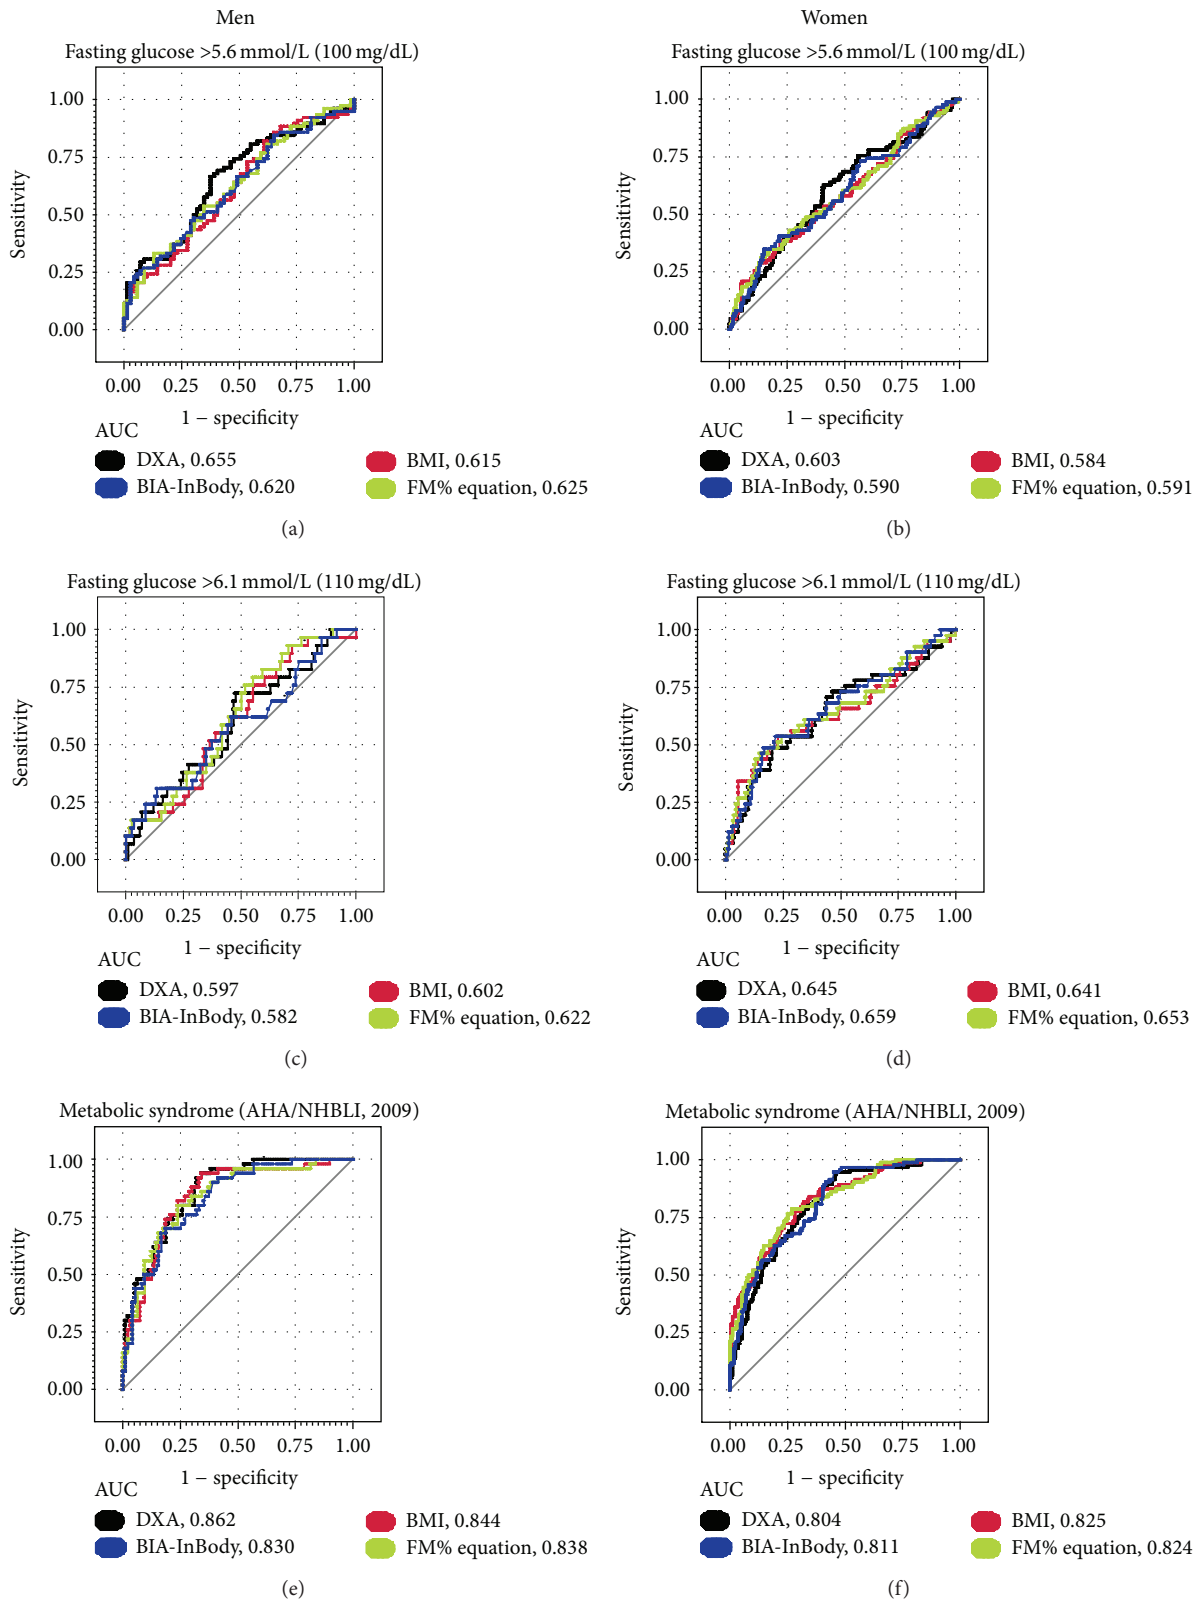 Men
Fasting glucose >5.6 mmol/L (100 mg/dL)
1.00
0.75
0.50
0.25
0.00
Sensitivity
0.00 0.25 0.50 0.75 1.00
1 − specificity
AUC
DXA, 0.655
BMI, 0.615
BIA-InBody, 0.620
FM% equation, 0.625
(a)
Women
Fasting glucose >5.6 mmol/L (100 mg/dL)
1.00
0.75
0.50
0.25
0.00
Sensitivity
0.00 0.25 0.50 0.75 1.00
1 − specificity
AUC
DXA, 0.603
BMI, 0.584
BIA-InBody, 0.590
FM% equation, 0.591
(b)
Fasting glucose >6.1 mmol/L (110 mg/dL)
1.00
0.75
0.50
0.25
0.00
Sensitivity
0.00 0.25 0.50 0.75 1.00
1 − specificity
AUC
DXA, 0.597
BMI, 0.602
BIA-InBody, 0.582
FM% equation, 0.622
(c)
Fasting glucose >6.1 mmol/L (110 mg/dL)
1.00
0.75
0.50
0.25
0.00
Sensitivity
0.00 0.25 0.50 0.75 1.00
1 − specificity
AUC
DXA, 0.645
BMI, 0.641
BIA-InBody, 0.659
FM% equation, 0.653
(d)
Metabolic syndrome (AHA/NHBLI, 2009)
1.00
0.75
0.50
0.25
0.00
Sensitivity
0.00 0.25 0.50 0.75 1.00
1 − specificity
AUC
DXA, 0.862
BMI, 0.844
BIA-InBody, 0.830
FM% equation, 0.838
(e)
Metabolic syndrome (AHA/NHBLI, 2009)
1.00
0.75
0.50
0.25
0.00
Sensitivity
0.00 0.25 0.50 0.75 1.00
1 − specificity
AUC
DXA, 0.804
BMI, 0.825
BIA-InBody, 0.811
FM% equation, 0.824
(f)